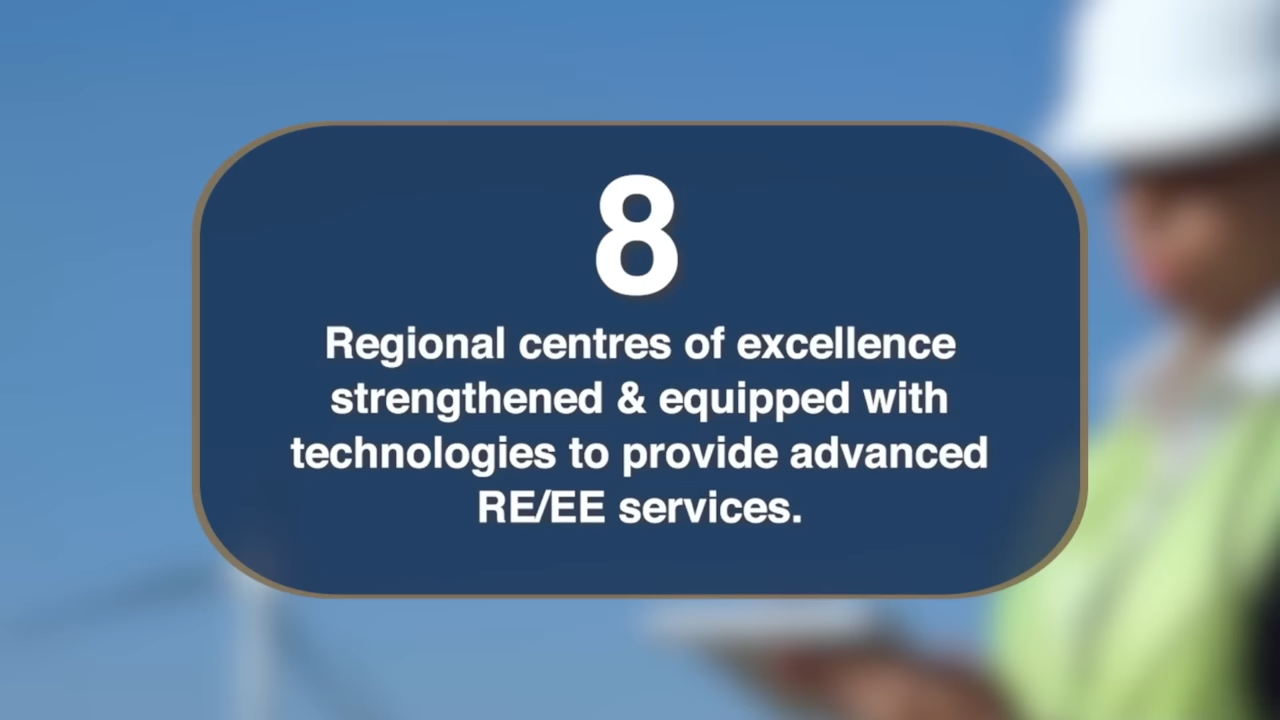 8
Regional centres of excellence
strengthened & equipped with
technologies to provide advanced
RE/EE services.